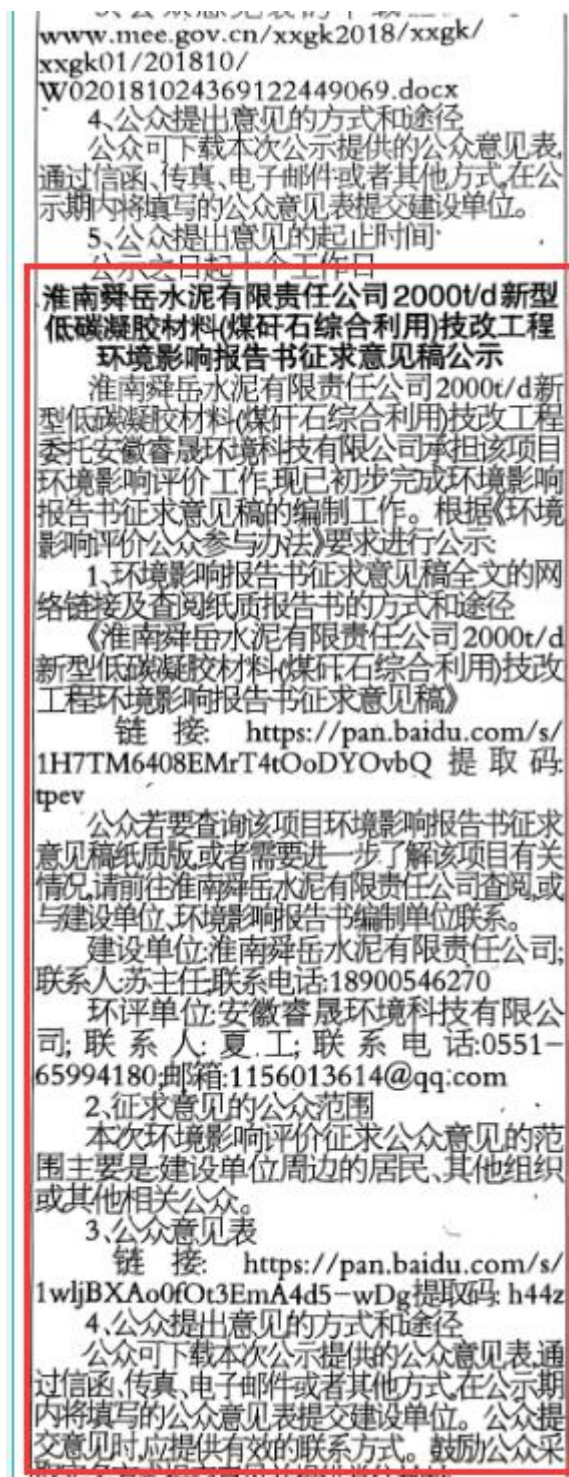 www.mee.gov.cn/xxgk2018/xxgk/
xxgk01/201810/
W020181024369122449069.docx
4、公众提出意见的方式和途径
公众可下载本次公示提供的公众意见表,
通过信函、传真、电子邮件或者其他方式,在公
示期内将填写的公众意见表提交建设单位。
5、公众提出意见的起止时间
公示之日起十个工作日
淮南舜岳水泥有限责任公司2000t/d新型
低碳凝胶材料(煤矸石综合利用)技改工程
环境影响报告书征求意见稿公示
淮南舜岳水泥有限责任公司2000t/d新
型低碳凝胶材料(煤矸石综合利用)技改工程
委托安徽睿晟环境科技有限公司承担该项目
环境影响评价工作,现已初步完成环境影响
报告书征求意见稿的编制工作。根据《环境
影响评价公众参与办法》要求进行公示:
1、环境影响报告书征求意见稿全文的网
络链接及查阅纸质报告书的方式和途径
《淮南舜岳水泥有限责任公司2000t/d
新型低碳凝胶材料(煤矸石综合利用)技改
工程环境影响报告书征求意见稿》
链接: https://pan.baidu.com/s/
1H7TM6408EMrT4tOoDYOvbQ 提取码:
tpev
公众若要查询该项目环境影响报告书征求
意见稿纸质版,或者需要进一步了解该项目有关
情况,请前往淮南舜岳水泥有限责任公司查阅,或
与建设单位、环境影响报告书编制单位联系。
建设单位:淮南舜岳水泥有限责任公司;
联系人:苏主任;联系电话:18900546270
环评单位:安徽睿晟环境科技有限公
司; 联系人: 夏工; 联系电话:0551-
65994180;邮箱:1156013614@qq.com
2、征求意见的公众范围
本次环境影响评价征求公众意见的范
围主要是:建设单位周边的居民、其他组织
或其他相关公众。
3、公众意见表
链接: https://pan.baidu.com/s/
1wljBXAo0fOt3EmA4d5-wDg提取码: h44z
4、公众提出意见的方式和途径
公众可下载本次公示提供的公众意见表,通
过信函、传真、电子邮件或者其他方式,在公示期
内将填写的公众意见表提交建设单位。公众提
交意见时,应提供有效的联系方式。鼓励公众采